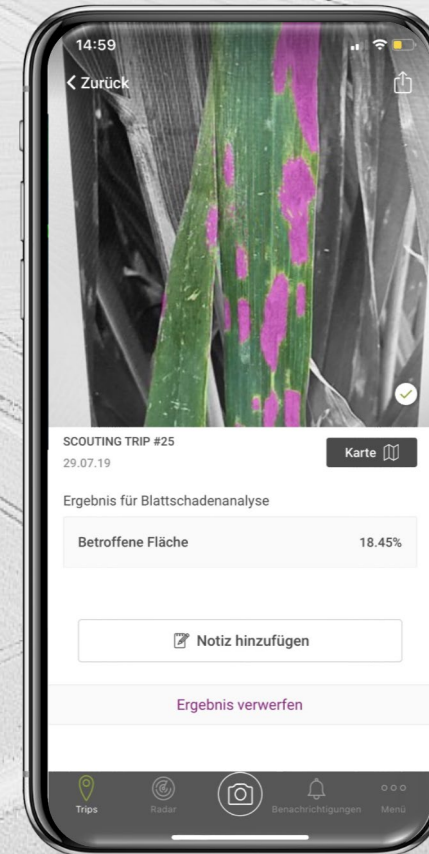 14:59
Zurück
SCOUTING TRIP #25
29.07.19
Karte
Ergebnis für Blattschadenanalyse
Betroffene Fläche 18.45%
Notiz hinzufügen
Ergebnis verwerfen
Trips Radar Benachrichtigungen Menü